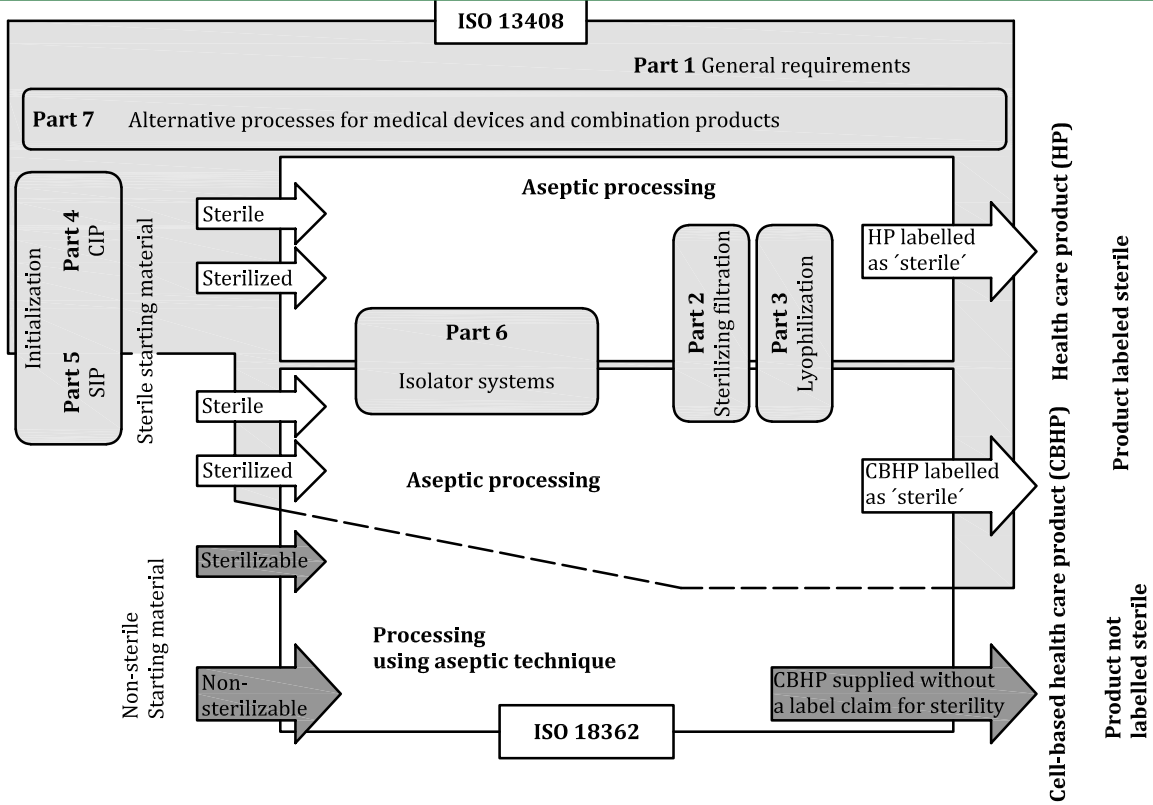 ISO 13408
Part 1 General requirements
Part 7 Alternative processes for medical devices and combination products
Initialization
Part 4
CIP
Part 5
SIP
Sterile starting material
Sterile
Sterilized
Aseptic processing
Part 6
Isolator systems
Part 2
Sterilizing filtration
Part 3
Lyophilization
HP labelled
as ´sterile´
Health care product (HP)
Product labeled sterile
Sterile
Sterilized
Aseptic processing
CBHP labelled
as ´sterile´
Cell-based health care product (CBHP)
Non-sterile
Starting material
Sterilizable
Non-
sterilizable
Processing
using aseptic technique
CBHP supplied without
a label claim for sterility
Product not
labelled sterile
ISO 18362